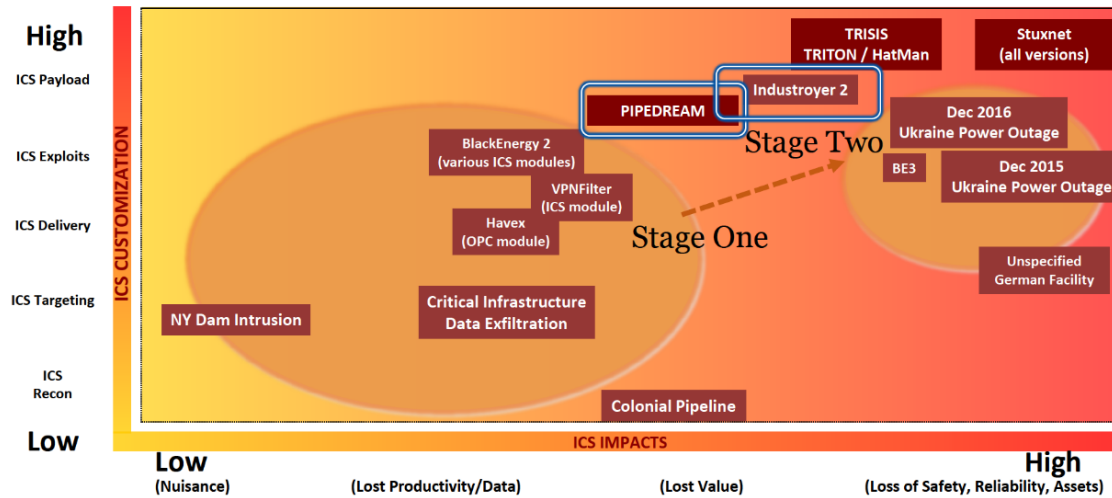 High
TRISIS
TRITON / HatMan
Stuxnet
(all versions)
ICS Payload
Industroyer 2
PIPEDREAM
Dec 2016
Ukraine Power Outage
BlackEnergy 2
(various ICS modules)
Stage Two
ICS Exploits
BE3
Dec 2015
Ukraine Power Outage
VPNFilter
(ICS module)
ICS CUSTOMIZATION
ICS Delivery
Havex
(OPC module)
Stage One
Unspecified
German Facility
ICS Targeting
NY Dam Intrusion
Critical Infrastructure
Data Exfiltration
ICS
Recon
Colonial Pipeline
Low
ICS IMPACTS
Low
High
(Nuisance)
(Lost Productivity/Data)
(Lost Value)
(Loss of Safety, Reliability, Assets)